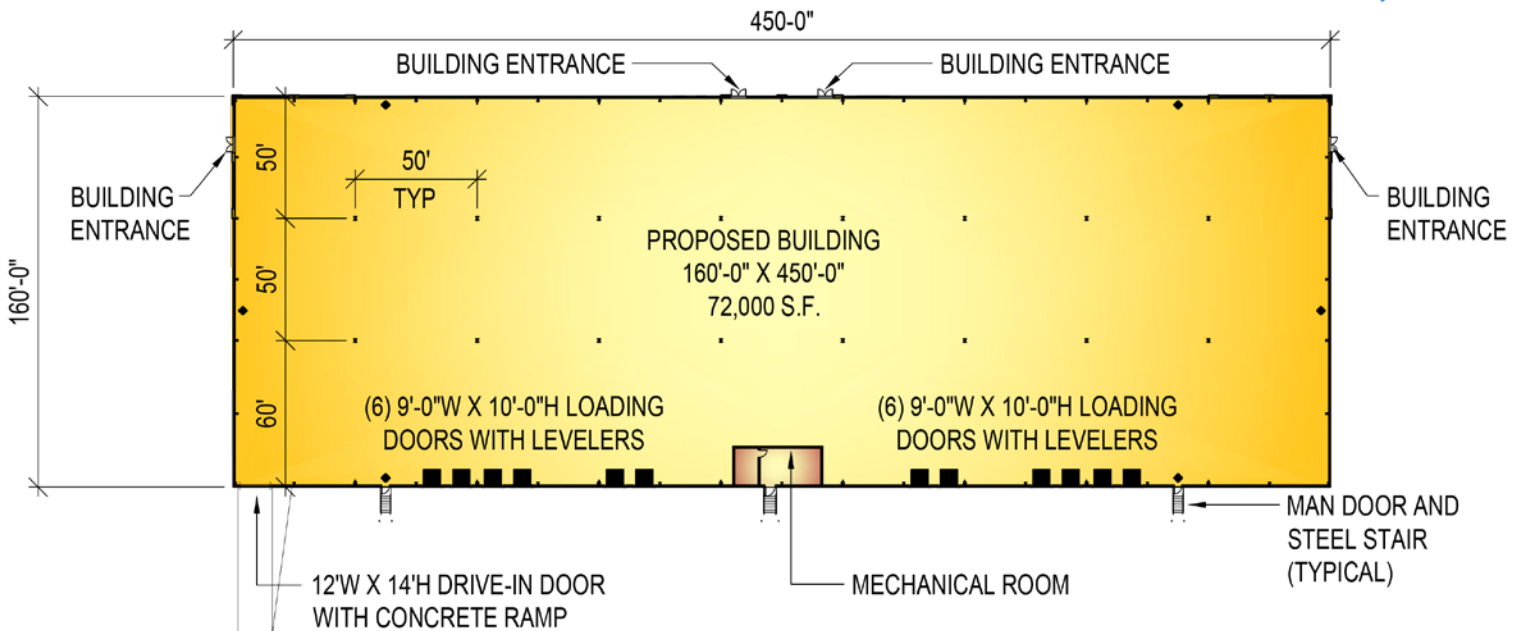 450-0"
BUILDING ENTRANCE
BUILDING ENTRANCE
50'
50'
TYP
BUILDING
ENTRANCE
BUILDING
ENTRANCE
PROPOSED BUILDING
160'-0" X 450'-0"
72,000 S.F.
50'
160'-0"
60'
(6) 9'-0"W X 10'-0"H LOADING
DOORS WITH LEVELERS
(6) 9'-0"W X 10'-0"H LOADING
DOORS WITH LEVELERS
MAN DOOR AND
STEEL STAIR
(TYPICAL)
12'W X 14'H DRIVE-IN DOOR
WITH CONCRETE RAMP
MECHANICAL ROOM